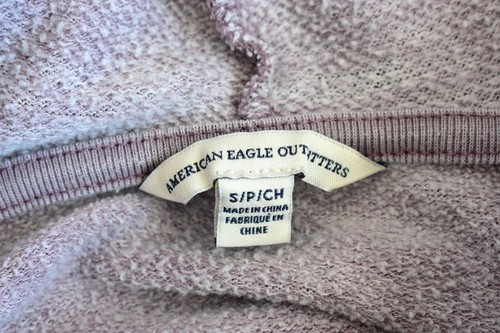 AMERICAN EAGLE OUTFITTERS
S/P/CH
MADE IN CHINA
FABRIQUÉ EN
CHINE